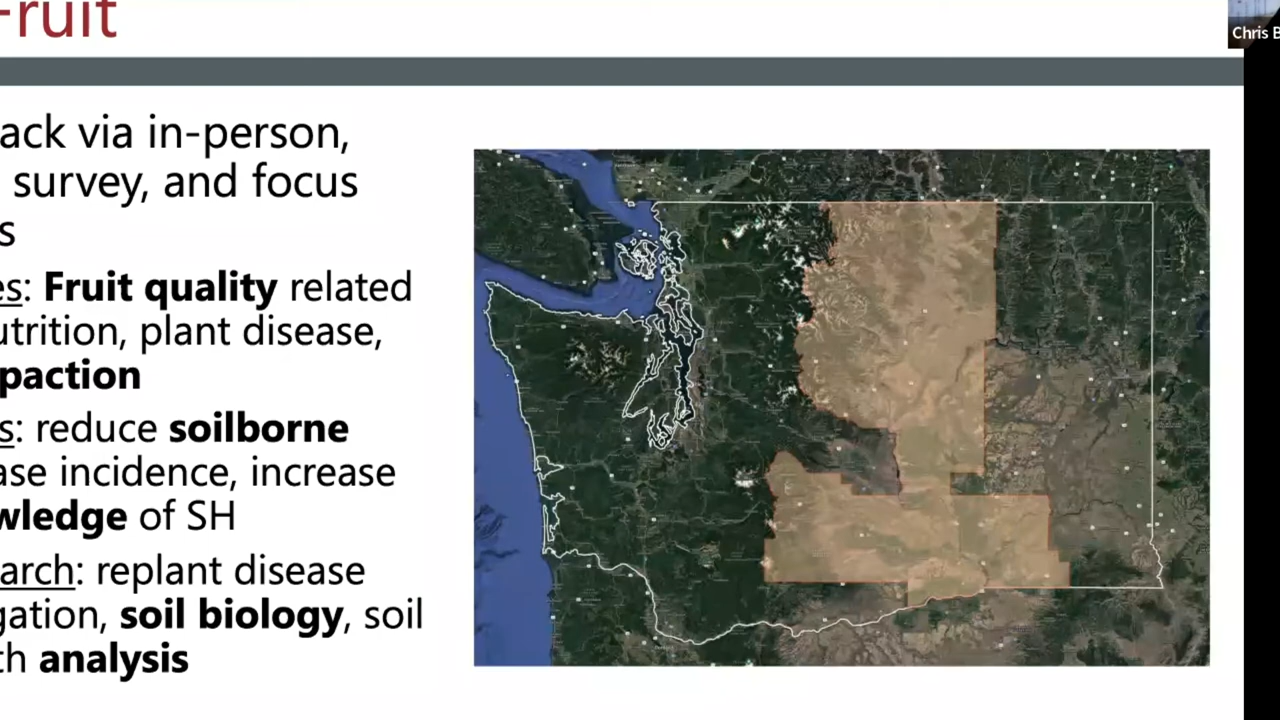 Fruit
Chris B
ack via in-person,
survey, and focus
s
es: Fruit quality related
utrition, plant disease,
paction
s: reduce soilborne
ase incidence, increase
wledge of SH
arch: replant disease
gation, soil biology, soil
th analysis